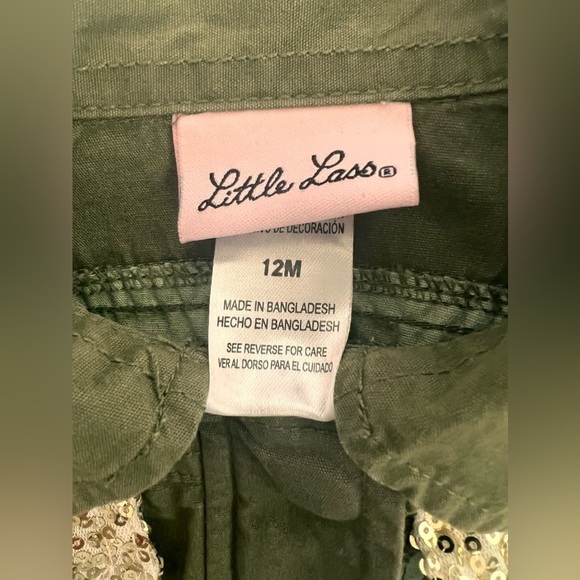 Little Lass®
DE DECORACIÓN
12M
MADE IN BANGLADESH
HECHO EN BANGLADESH
SEE REVERSE FOR CARE
VER AL DORSO PARA EL CUIDADO